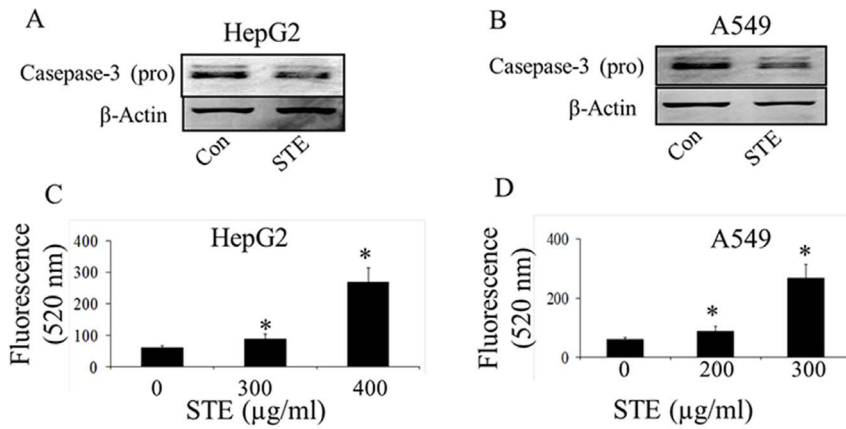 A
HepG2
Casepase-3 (pro)
β-Actin
Con STE
B
A549
Casepase-3 (pro)
β-Actin
Con STE
C
HepG2
Fluorescence
(520 nm)
400
300
200
100
0
* *
0 300 400
STE (µg/ml)
D
A549
Fluorescence
(520 nm)
400
200
0
* *
0 200 300
STE (µg/ml)